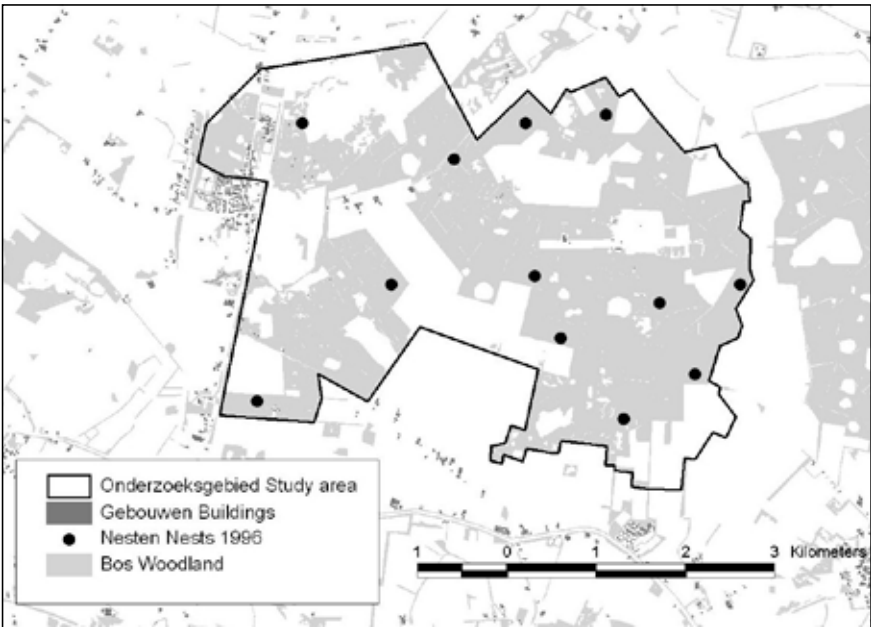 Onderzoeksgebied Study area
Gebouwen Buildings
Nesten Nests 1996
Bos Woodland
1 0 1 2 3 Kilometers